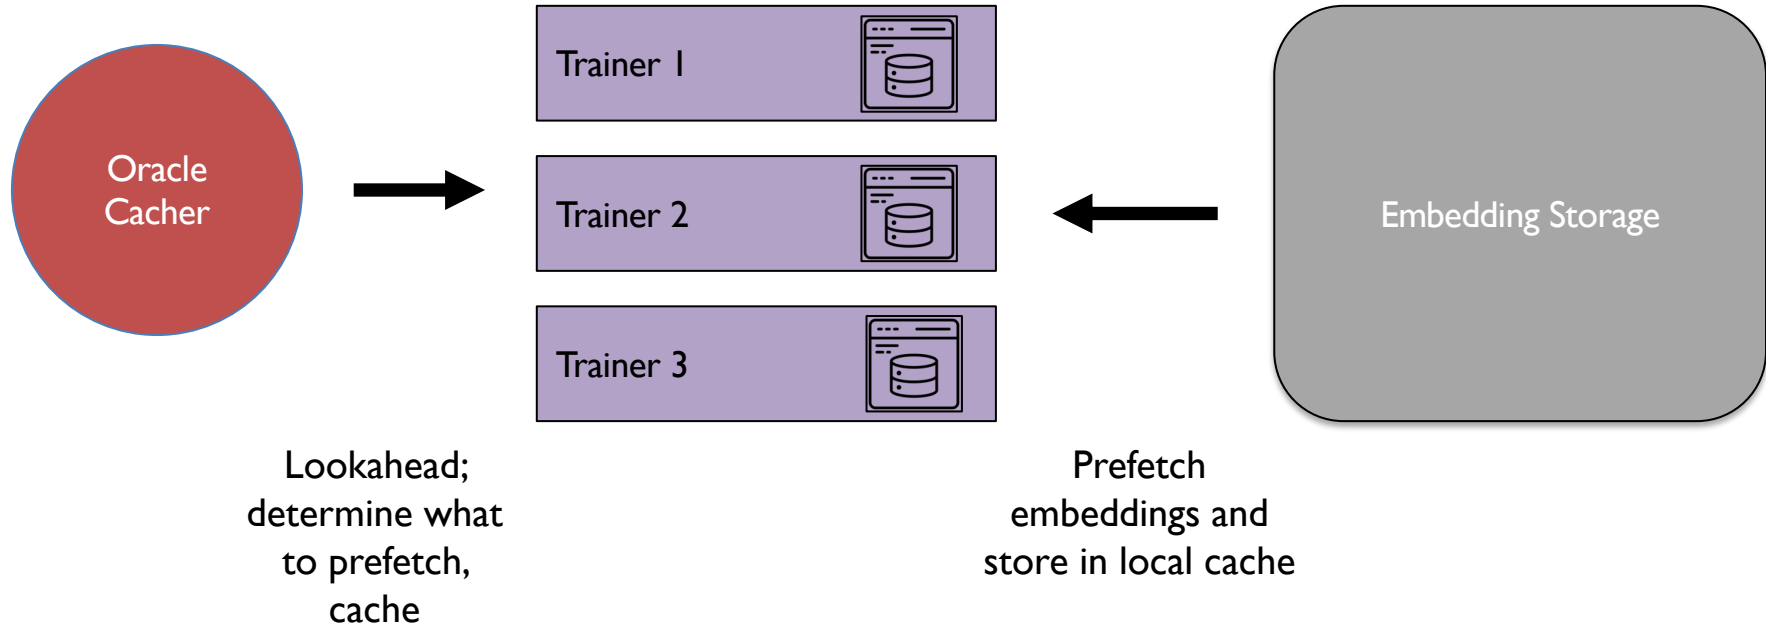 Oracle
Cacher
Trainer 1
Trainer 2
Trainer 3
Embedding Storage
Lookahead;
determine what
to prefetch,
cache
Prefetch
embeddings and
store in local cache